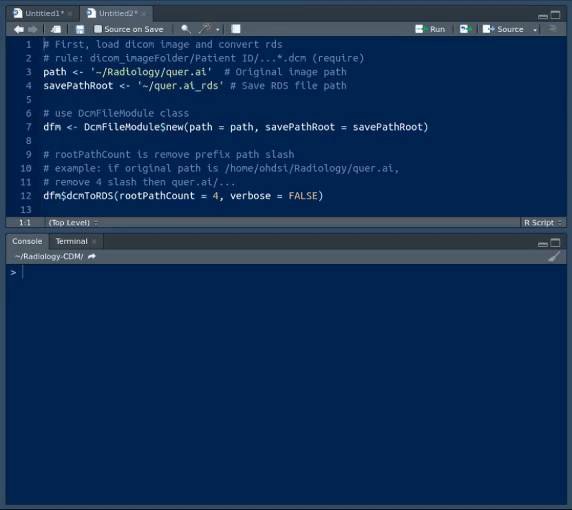 Untitled1* Untitled2*
Source on Save Run Source
1 # First, load dicom image and convert rds
2 # rule: dicom_imageFolder/Patient ID/...*.dcm (require)
3 path <- '~/Radiology/quer.ai'  # Original image path
4 savePathRoot <- '~/quer.ai_rds' # Save RDS file path
5
6 # use DcmFileModule class
7 dfm <- DcmFileModule$new(path = path, savePathRoot = savePathRoot)
8
9 # rootPathCount is remove prefix path slash
10 # example: if original path is /home/ohdsi/Radiology/quer.ai,
11 # remove 4 slash then quer.ai/...
12 dfm$dcmToRDS(rootPathCount = 4, verbose = FALSE)
13
1:1 (Top Level) R Script
Console Terminal
~/Radiology-CDM/
>